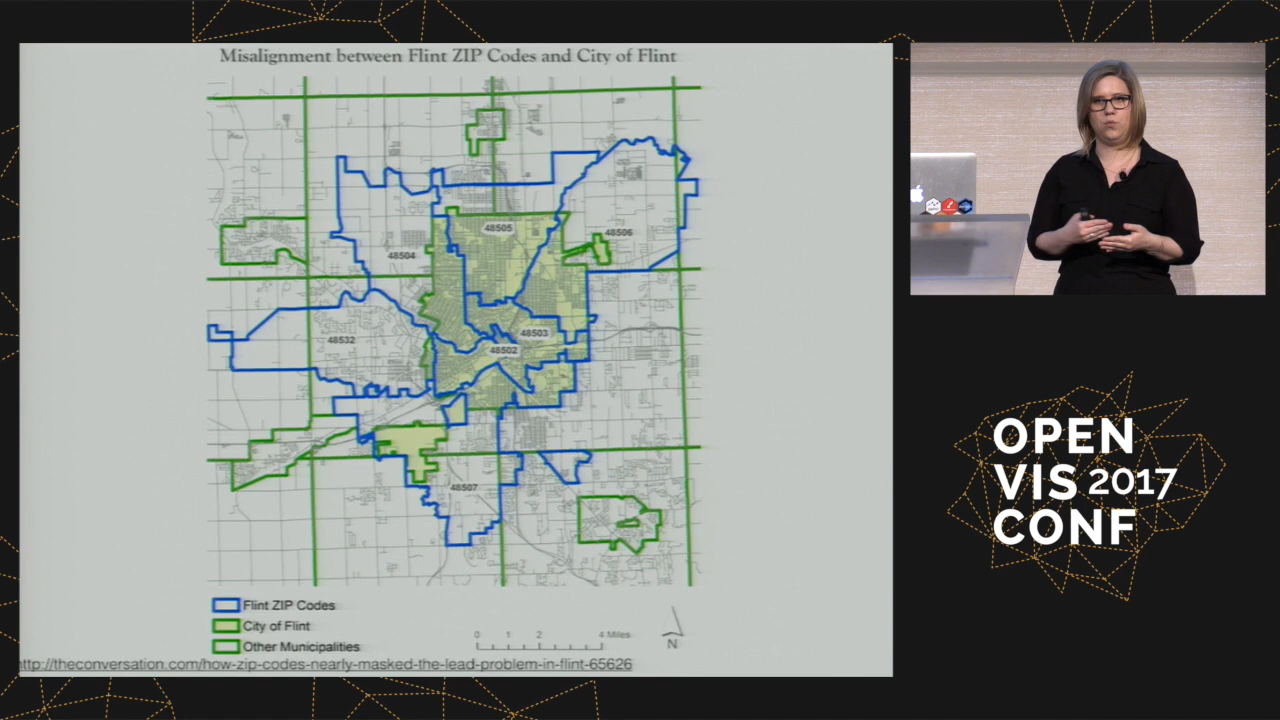 Misalignment between Flint ZIP Codes and City of Flint
48505
48506
48504
48503
48532
48502
48507
Flint ZIP Codes
City of Flint
Other Municipalities
0 1 2 4 Miles
N
http://theconversation.com/how-zip-codes-nearly-masked-the-lead-problem-in-flint-65626
OPEN
VIS 2017
CONF